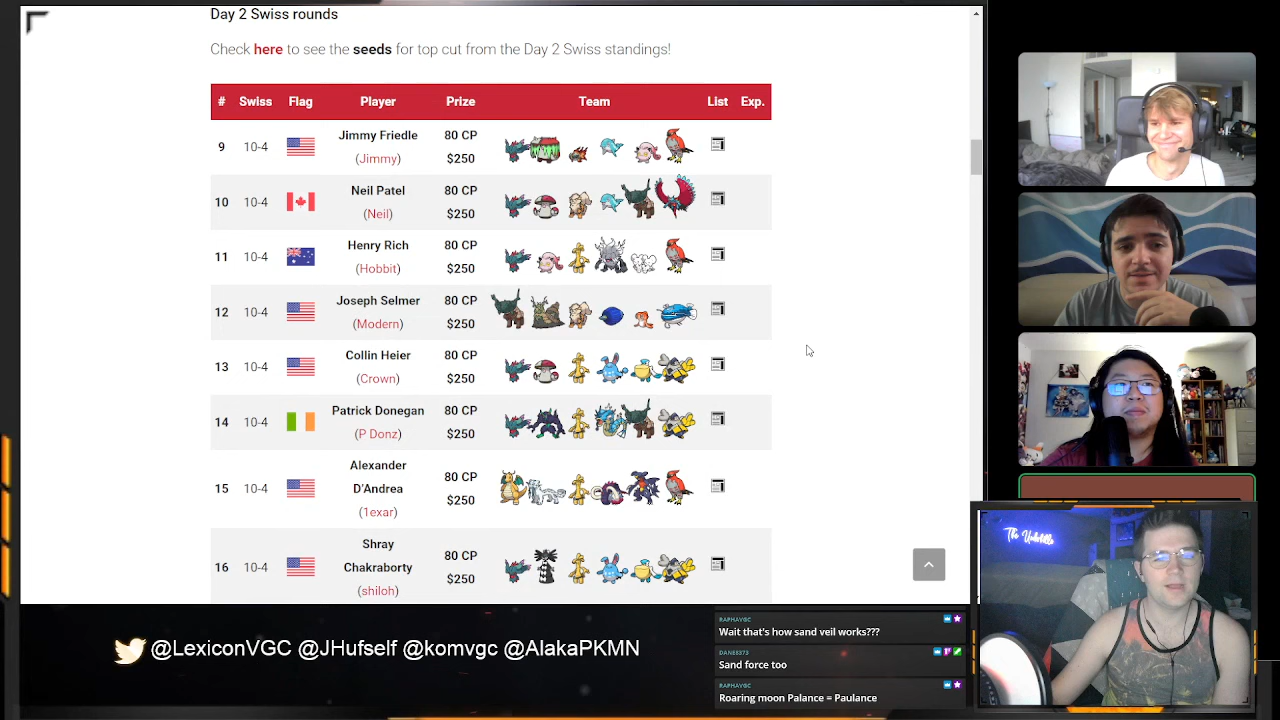 Day 2 Swiss rounds
Check here to see the seeds for top cut from the Day 2 Swiss standings!
# Swiss Flag Player Prize Team List Exp.
9 10-4 Jimmy Friedle (Jimmy) 80 CP $250
10 10-4 Neil Patel (Neil) 80 CP $250
11 10-4 Henry Rich (Hobbit) 80 CP $250
12 10-4 Joseph Selmer (Modern) 80 CP $250
13 10-4 Collin Heier (Crown) 80 CP $250
14 10-4 Patrick Donegan (P Donz) 80 CP $250
15 10-4 Alexander D'Andrea (1exar) 80 CP $250
16 10-4 Shray Chakraborty (shiloh) 80 CP $250
@LexiconVGC @JHufself @komvgc @AlakaPKMN
RAPHAVGC
Wait that's how sand veil works???
DANE8373
Sand force too
RAPHAVGC
Roaring moon Palance = Paulance